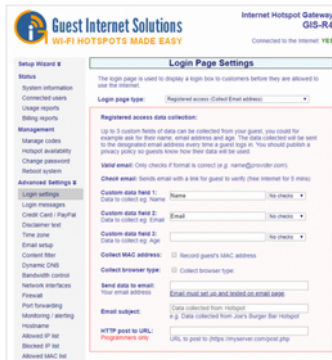 Guest Internet Solutions
WI-FI HOTSPOTS MADE EASY
Internet Hotspot Gateway
GIS-R4
Connected to the Internet: YES
Setup Wizard
Status
System information
Connected users
Usage reports
Billing reports
Management
Manage codes
Hotspot availability
Change password
Reboot system
Advanced Settings
Login settings
Login messages
Credit Card / PayPal
Disclaimer text
Time zone
Email setup
Content filter
Dynamic DNS
Bandwidth control
Network interfaces
Firewall
Port forwarding
Monitoring / alerting
Hostname
Allowed IP list
Blocked IP list
Allowed MAC list
Login Page Settings
The login page is used to display a login box to customers before they are allowed to
use the internet.
Login page type: Registered access (Collect Email address)
Registered access data collection:
Up to 3 custom fields of data can be collected from your guest, you could for
example ask for their name, email address and age. The data collected will be sent
to the designated email address every time a guest logs in. You should publish a
privacy policy so guests know how their data will be used.
Valid email: Only checks if format is correct (e.g. name@provider.com).
Check email: Sends email with a link for guest to verify (free internet for 5 mins)
Custom data field 1: Name No checks
Data to collect eg: Name
Custom data field 2: Email No checks
Data to collect eg: Email
Custom data field 2: No checks
Data to collect eg: Age
Collect MAC address: Record guest's MAC address
Collect browser type: Collect browser type:
Send data to email:
Your email address Email must set up and tested on email page.
Email subject: Data collected from Hotspot
e.g. Data collected from Joe's Burger Bar Hotspot
HTTP post to URL:
Programmers only URL to post to (https://myserver.com/post.php